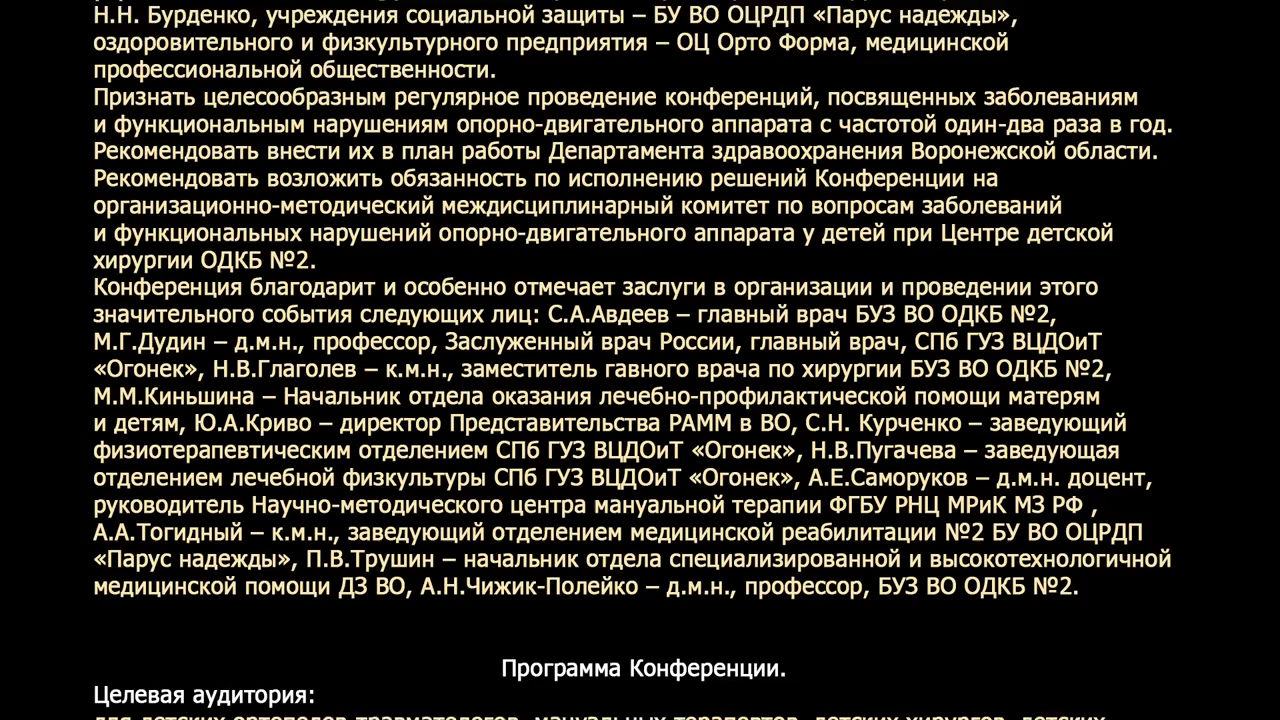 Н.Н. Бурденко, учреждения социальной защиты – БУ ВО ОЦРДП «Парус надежды»,
оздоровительного и физкультурного предприятия – ОЦ Орто Форма, медицинской
профессиональной общественности.
Признать целесообразным регулярное проведение конференций, посвященных заболеваниям
и функциональным нарушениям опорно-двигательного аппарата с частотой один-два раза в год.
Рекомендовать внести их в план работы Департамента здравоохранения Воронежской области.
Рекомендовать возложить обязанность по исполнению решений Конференции на
организационно-методический междисциплинарный комитет по вопросам заболеваний
и функциональных нарушений опорно-двигательного аппарата у детей при Центре детской
хирургии ОДКБ №2.
Конференция благодарит и особенно отмечает заслуги в организации и проведении этого
значительного события следующих лиц: С.А.Авдеев – главный врач БУЗ ВО ОДКБ №2,
М.Г.Дудин – д.м.н., профессор, Заслуженный врач России, главный врач, СПб ГУЗ ВЦДОиТ
«Огонек», Н.В.Глаголев – к.м.н., заместитель гавного врача по хирургии БУЗ ВО ОДКБ №2,
М.М.Киньшина – Начальник отдела оказания лечебно-профилактической помощи матерям
и детям, Ю.А.Криво – директор Представительства РАММ в ВО, С.Н. Курченко – заведующий
физиотерапевтическим отделением СПб ГУЗ ВЦДОиТ «Огонек», Н.В.Пугачева – заведующая
отделением лечебной физкультуры СПб ГУЗ ВЦДОиТ «Огонек», А.Е.Саморуков – д.м.н. доцент,
руководитель Научно-методического центра мануальной терапии ФГБУ РНЦ МРиК МЗ РФ ,
А.А.Тогидный – к.м.н., заведующий отделением медицинской реабилитации №2 БУ ВО ОЦРДП
«Парус надежды», П.В.Трушин – начальник отдела специализированной и высокотехнологичной
медицинской помощи ДЗ ВО, А.Н.Чижик-Полейко – д.м.н., профессор, БУЗ ВО ОДКБ №2.
Программа Конференции.
Целевая аудитория:
для детских ортопедов-травматологов, мануальных терапевтов, детских хирургов, детских